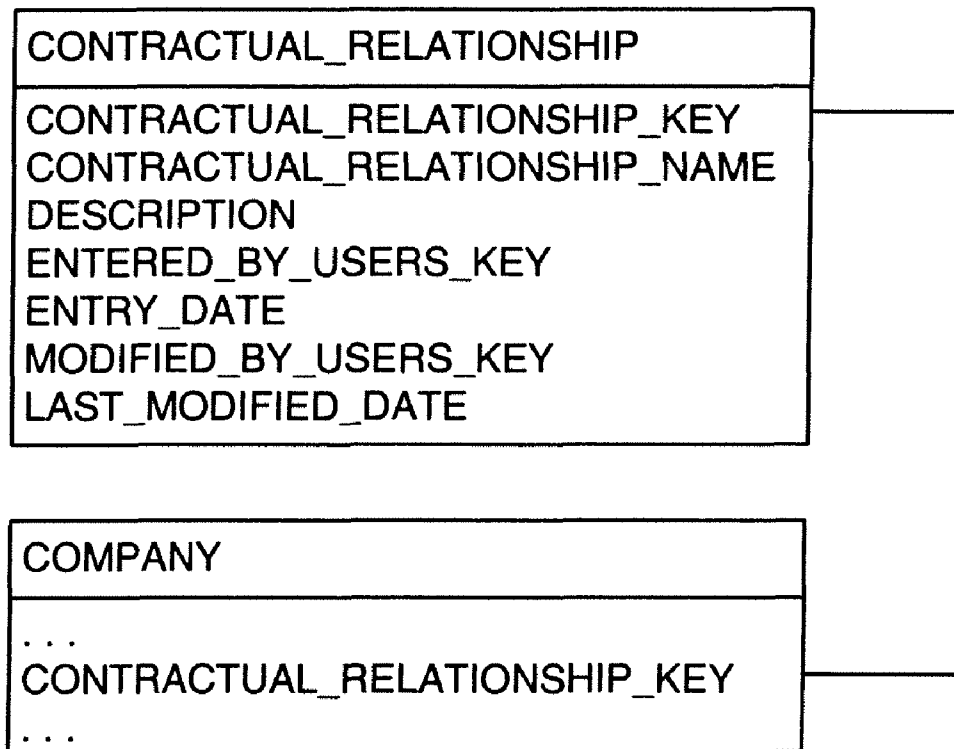 CONTRACTUAL_RELATIONSHIP
CONTRACTUAL_RELATIONSHIP_KEY
CONTRACTUAL_RELATIONSHIP_NAME
DESCRIPTION
ENTERED_BY_USERS_KEY
ENTRY_DATE
MODIFIED_BY_USERS_KEY
LAST_MODIFIED_DATE
COMPANY
. . .
CONTRACTUAL_RELATIONSHIP_KEY
. . .